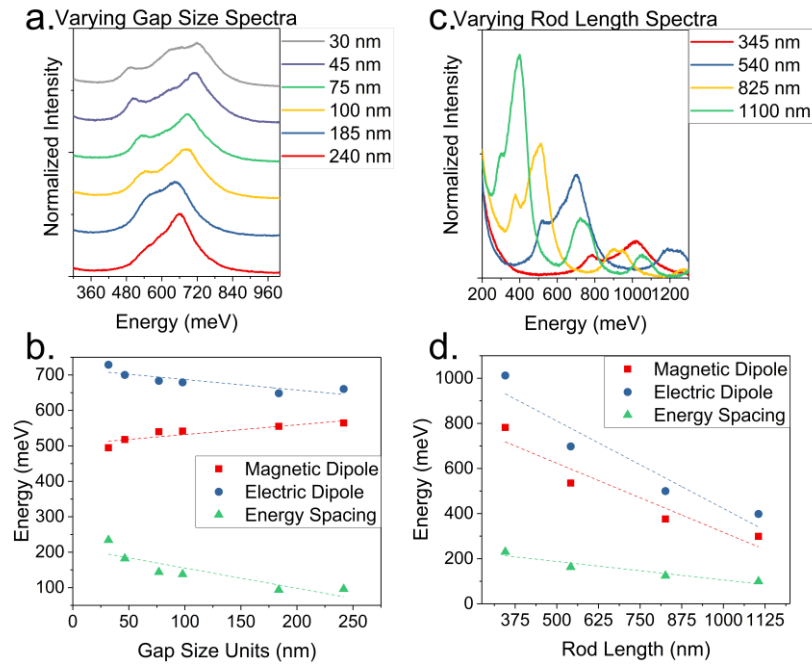 a.
Varying Gap Size Spectra
30 nm
45 nm
75 nm
100 nm
185 nm
240 nm
Normalized Intensity
360 480 600 720 840 960
Energy (meV)
c.
Varying Rod Length Spectra
345 nm
540 nm
825 nm
1100 nm
Normalized Intensity
200 400 600 800 1000 1200
Energy (meV)
b.
700
600
500
400
300
200
100
Energy (meV)
Magnetic Dipole
Electric Dipole
Energy Spacing
0 50 100 150 200 250
Gap Size Units (nm)
d.
1000
800
600
400
200
0
Energy (meV)
Magnetic Dipole
Electric Dipole
Energy Spacing
375 500 625 750 875 1000 1125
Rod Length (nm)